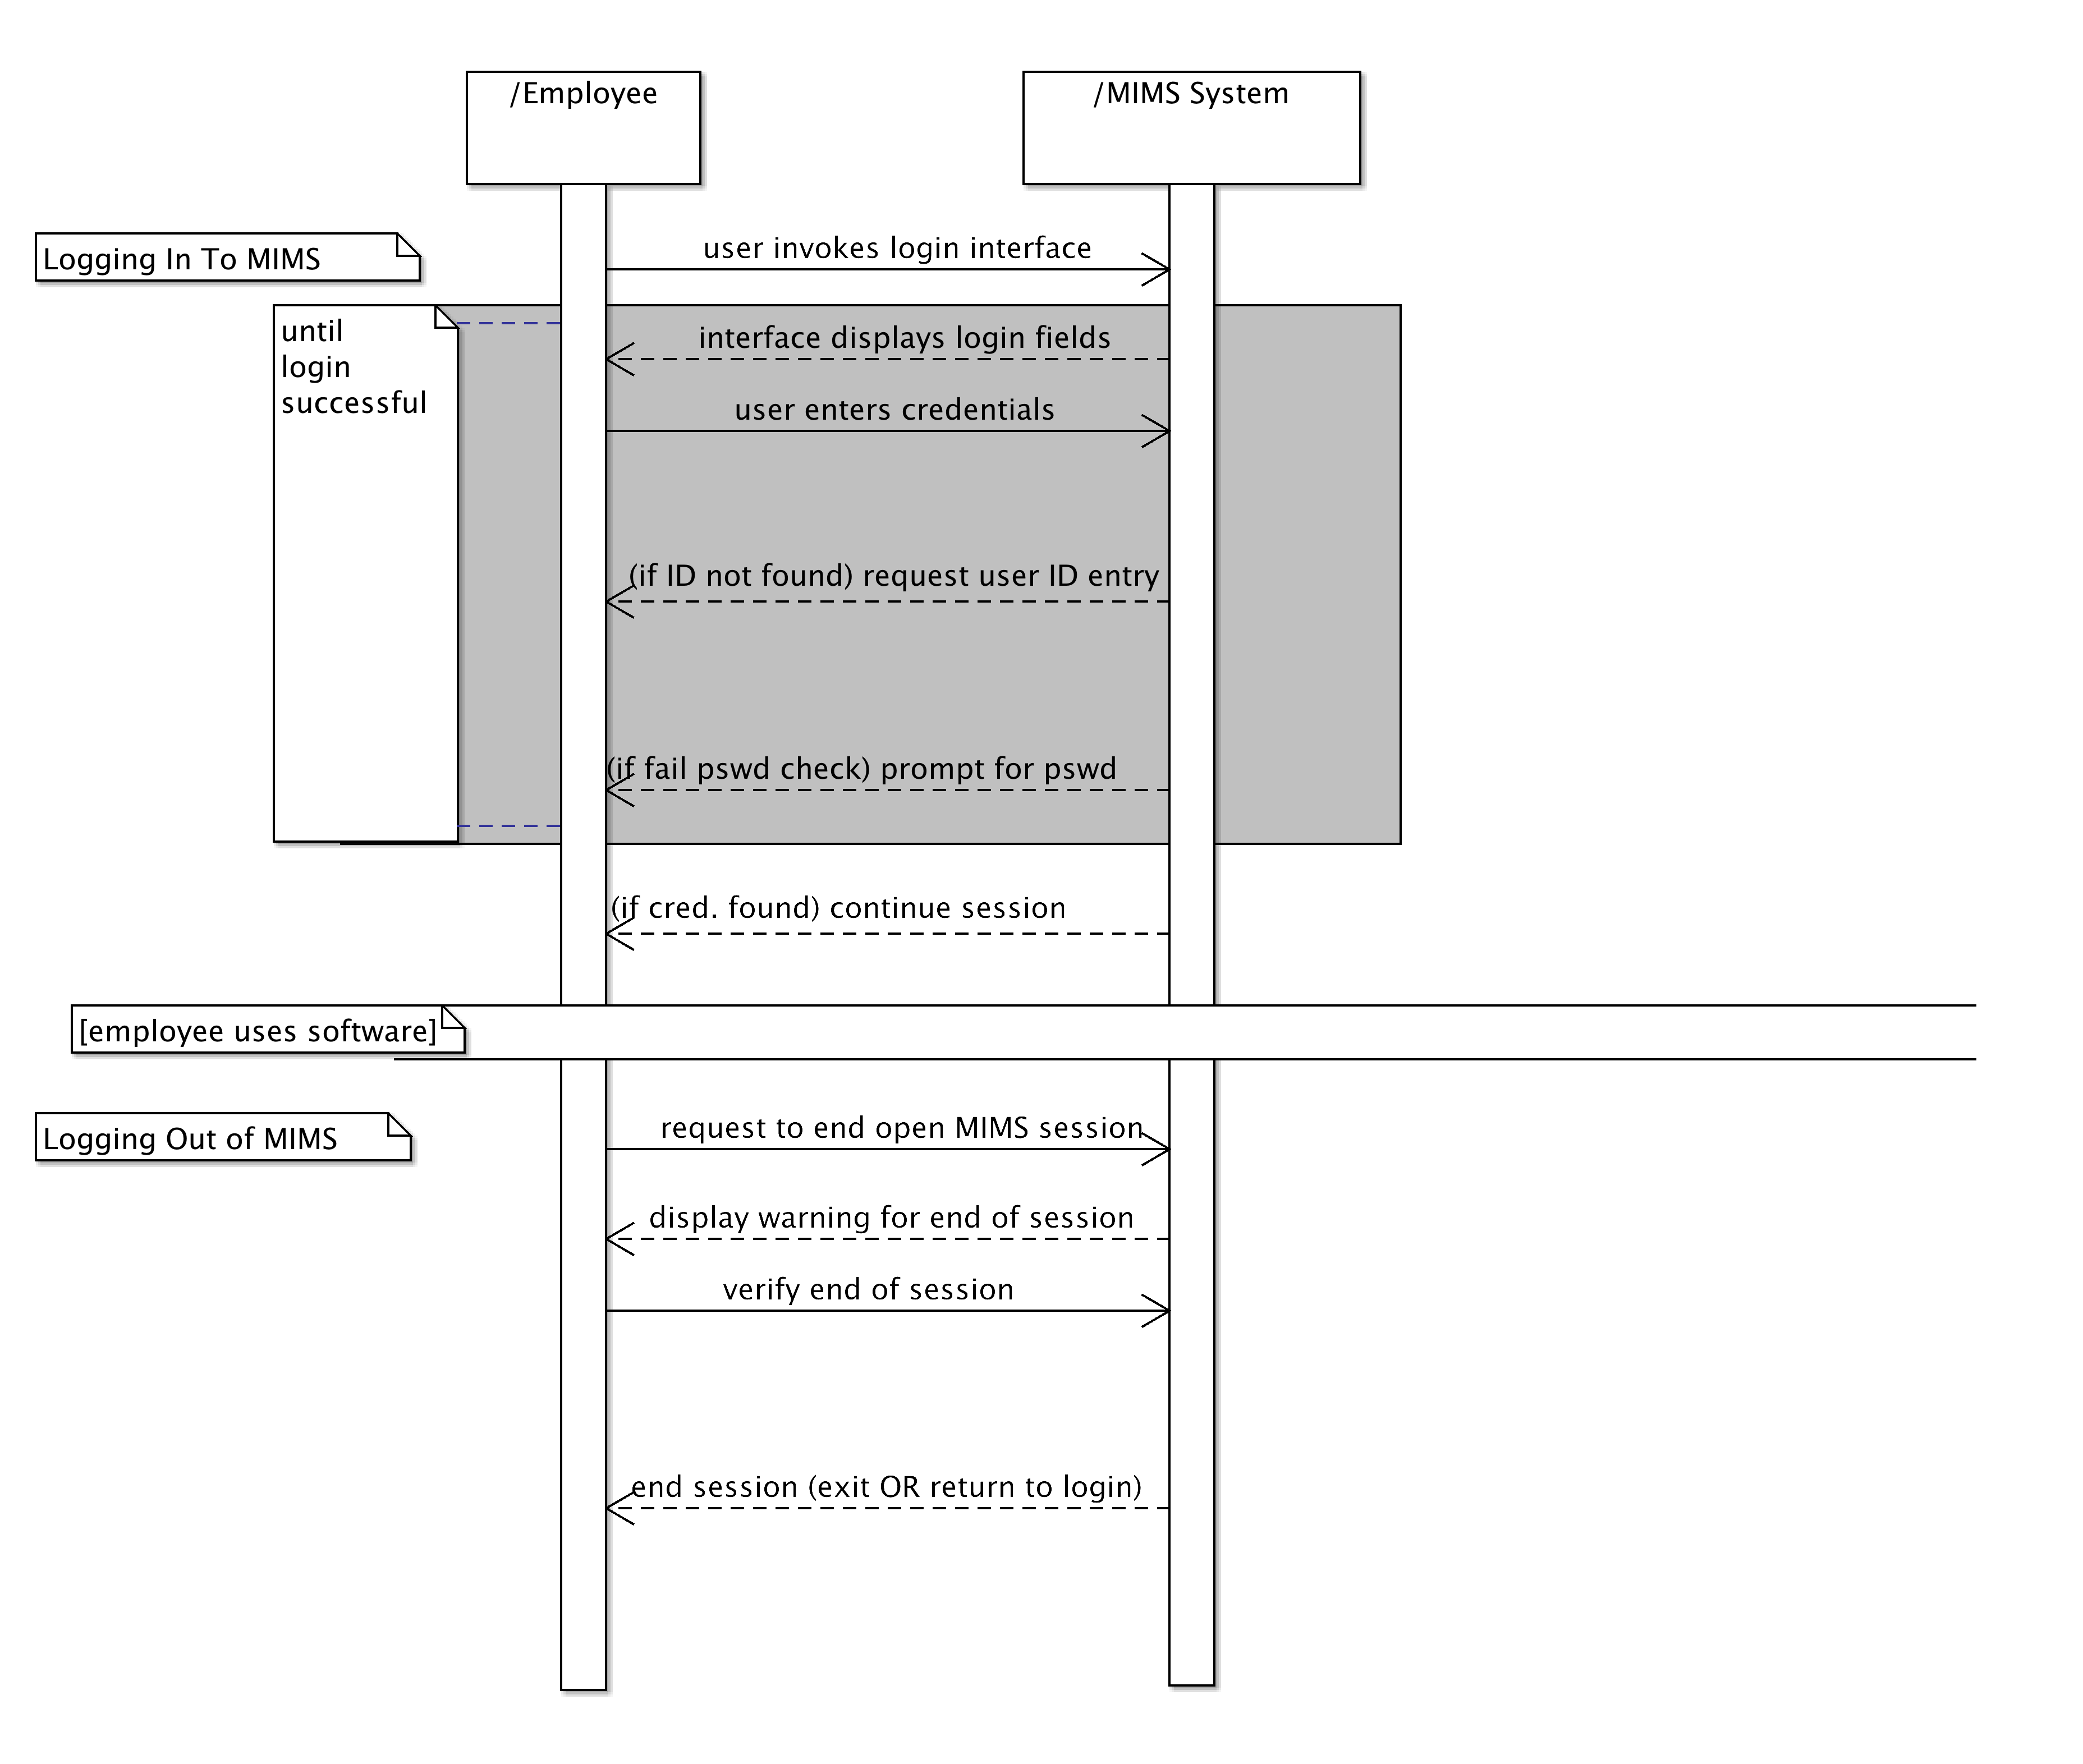 /Employee
/MIMS System
Logging In To MIMS
user invokes login interface
until
login
successful
interface displays login fields
user enters credentials
(if ID not found) request user ID entry
(if fail pswd check) prompt for pswd
(if cred. found) continue session
[employee uses software]
Logging Out of MIMS
request to end open MIMS session
display warning for end of session
verify end of session
end session (exit OR return to login)